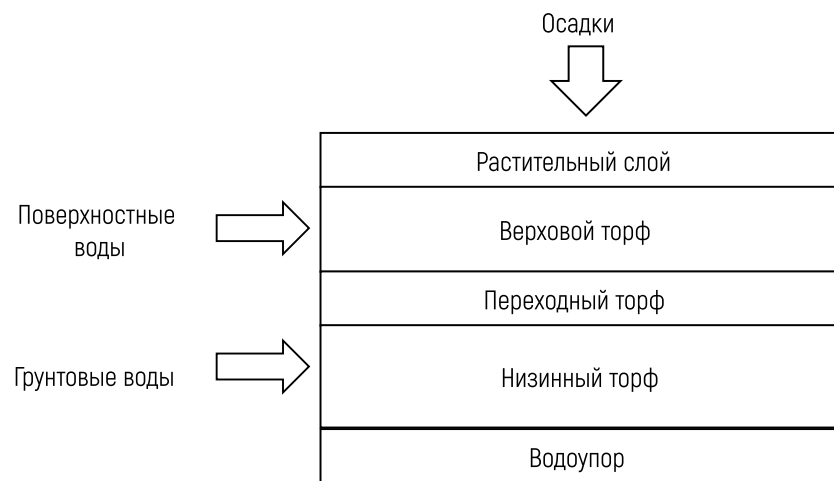 Осадки
Растительный слой
Поверхностные
воды
Верховой торф
Переходный торф
Грунтовые воды
Низинный торф
Водоупор